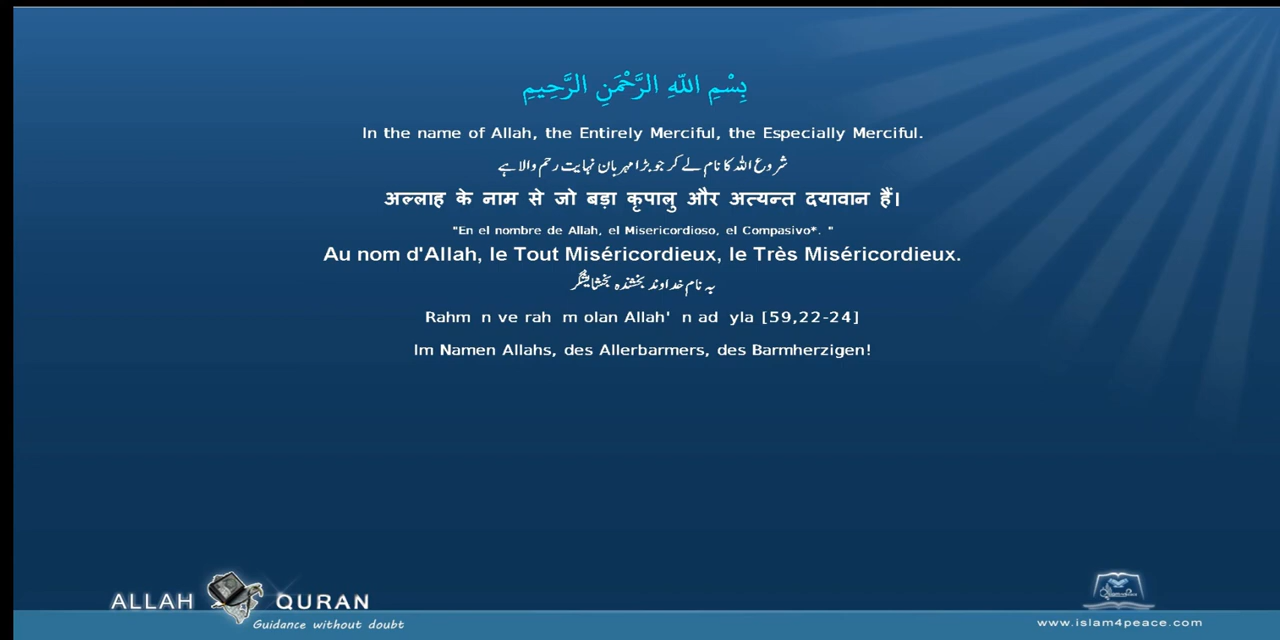 بِسْمِ اللَّهِ الرَّحْمَنِ الرَّحِيمِ
In the name of Allah, the Entirely Merciful, the Especially Merciful.
شروع اللہ کا نام لے کر جو بڑا مہربان نہایت رحم والا ہے
अल्लाह के नाम से जो बड़ा कृपालु और अत्यन्त दयावान हैं।
"En el nombre de Allah, el Misericordioso, el Compasivo*. "
Au nom d'Allah, le Tout Miséricordieux, le Très Miséricordieux.
به نام خداوند بخشنده بخشایشگر
Rahm n ve rah m olan Allah' n ad yla [59,22-24]
Im Namen Allahs, des Allerbarmers, des Barmherzigen!
ALLAH QURAN
Guidance without doubt
www.islam4peace.com